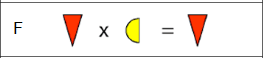 F x =